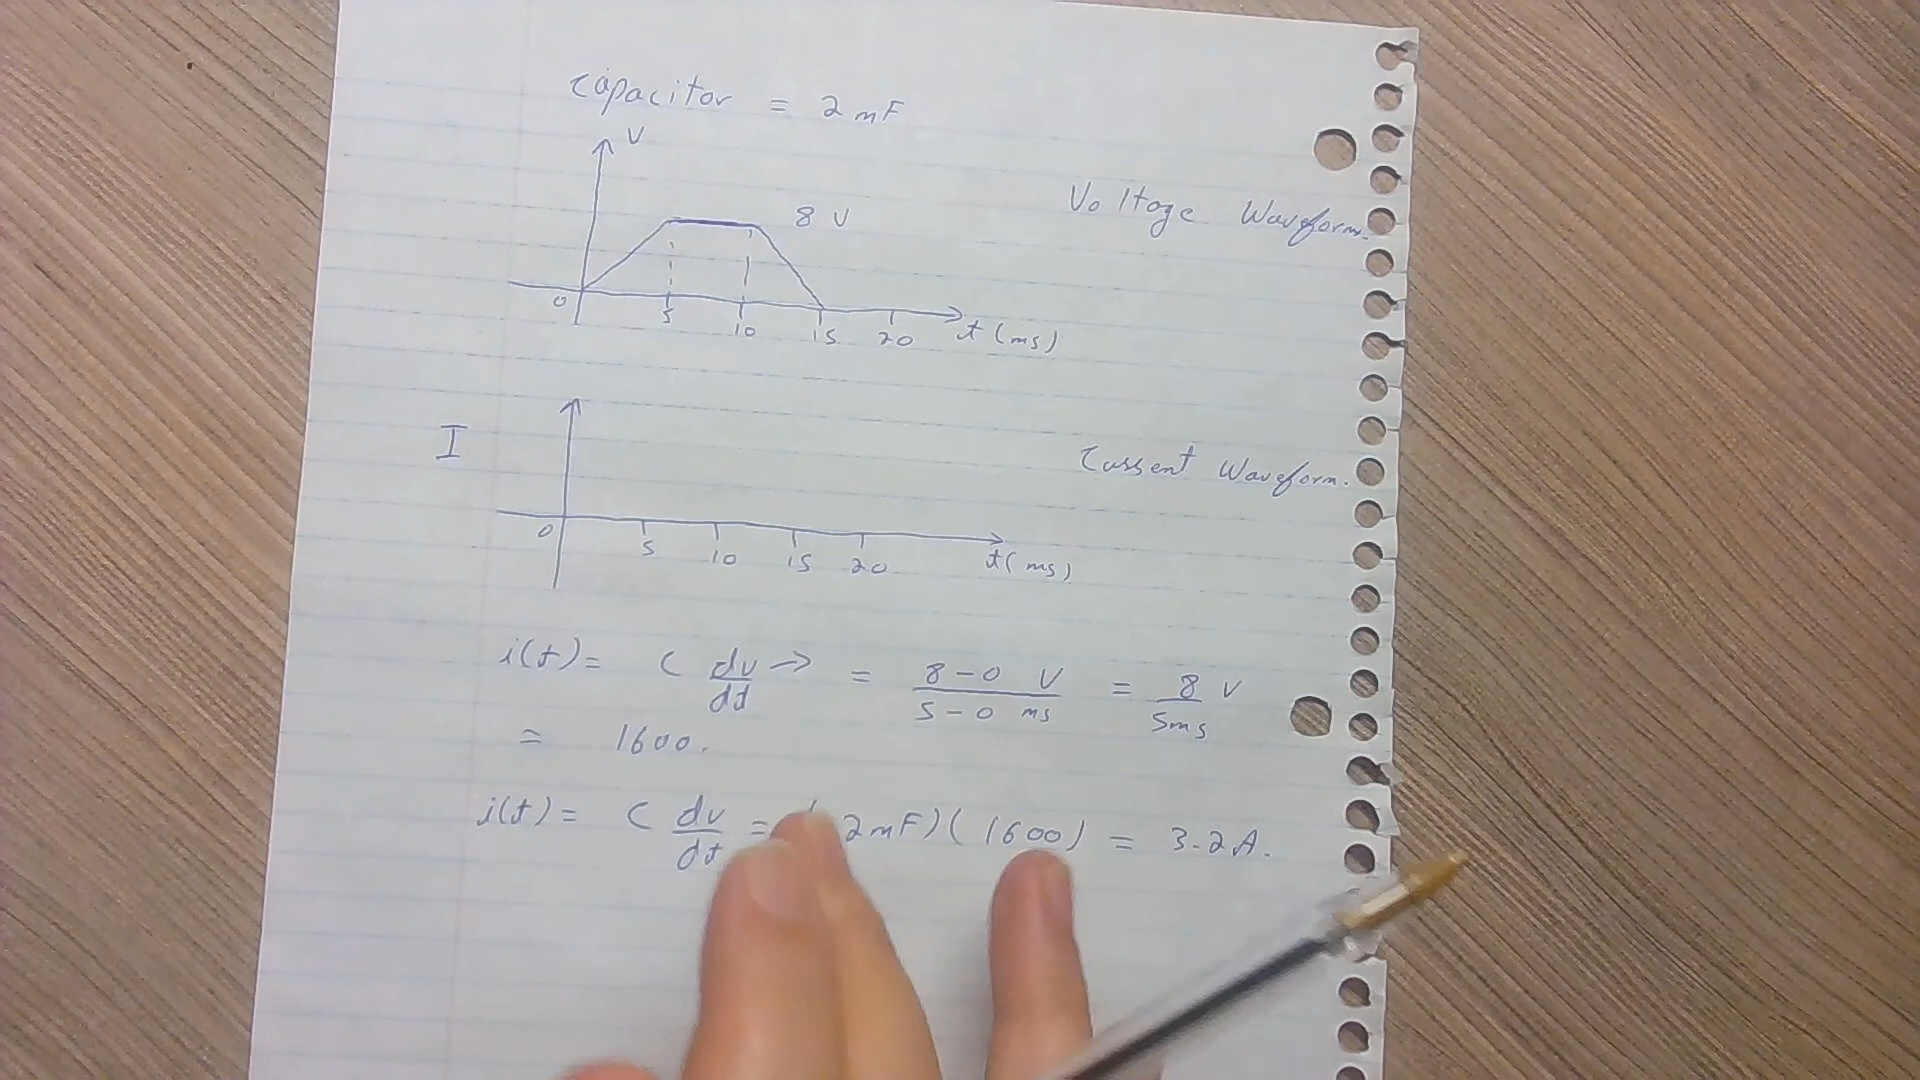 Capacitor = 2 mF
V
8 V
Voltage Waveform.
0 5 10 15 20 t (ms)
I
Current Waveform.
0 5 10 15 20 t( ms)
i(t) = C dv/dt → = 8 - 0 V / 5 - 0 ms = 8 V / 5ms
= 1600.
i(t) = C dv/dt = ( 2mF) ( 1600) = 3.2A.